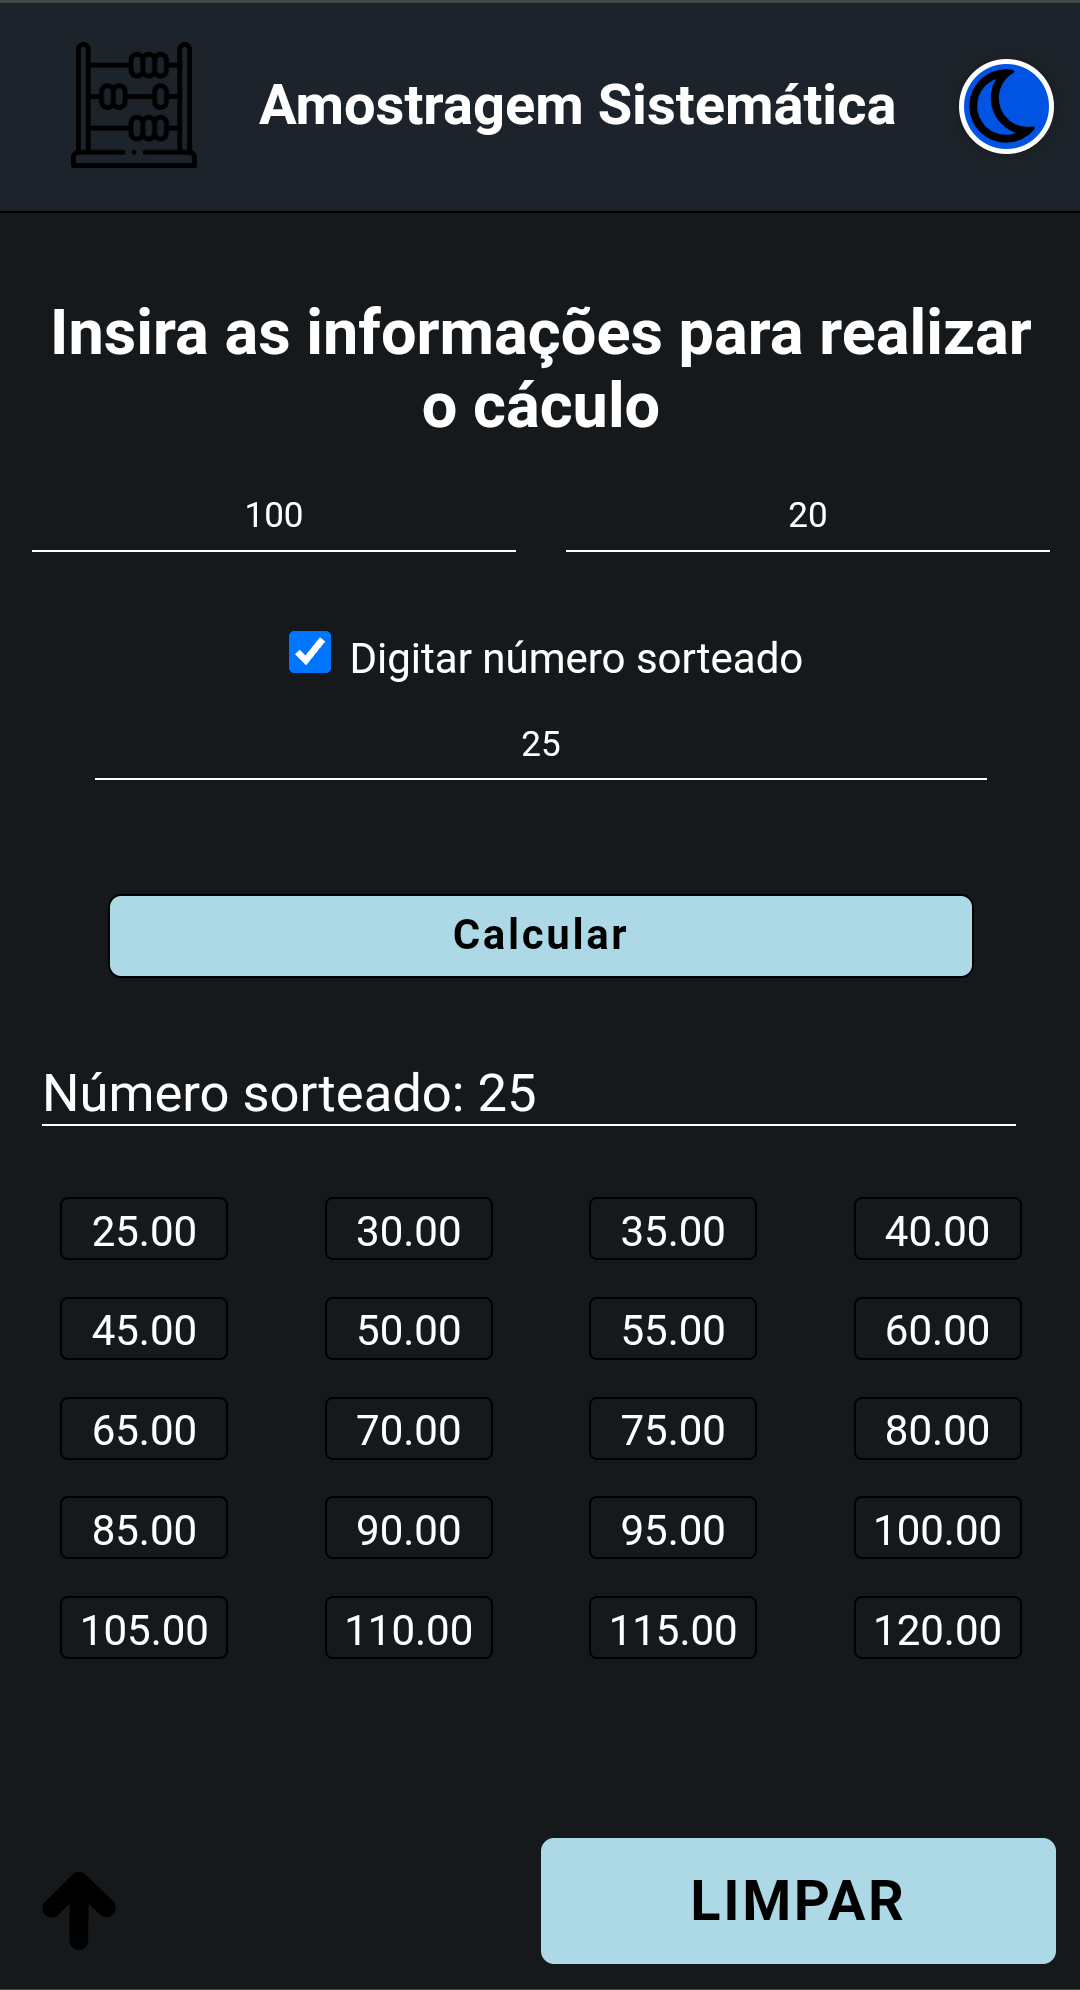 Amostragem Sistemática
Insira as informações para realizar
o cáculo
100 20
Digitar número sorteado
25
Calcular
Número sorteado: 25
25.00 30.00 35.00 40.00
45.00 50.00 55.00 60.00
65.00 70.00 75.00 80.00
85.00 90.00 95.00 100.00
105.00 110.00 115.00 120.00
LIMPAR